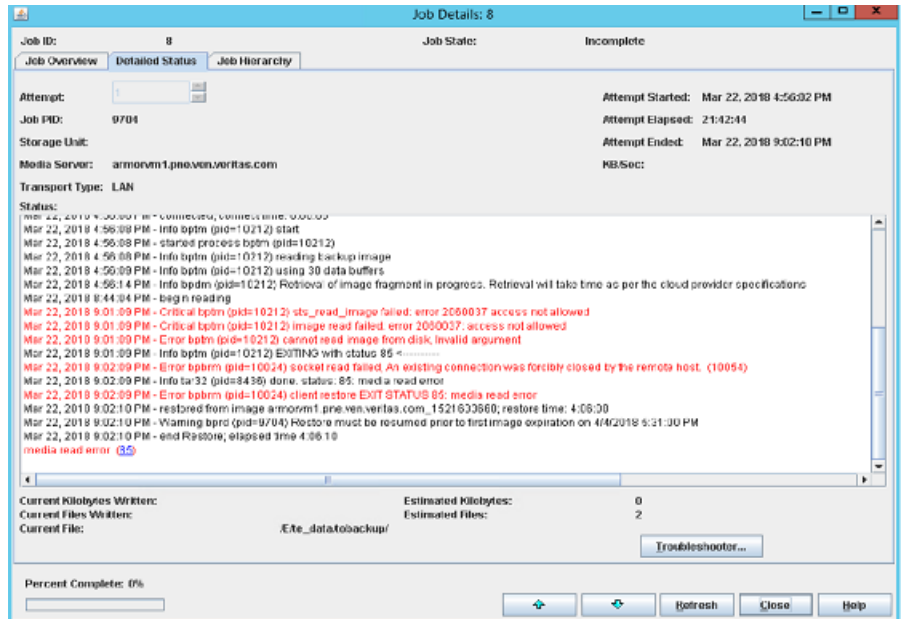 Job Details: 8
Job ID: 8 Job State: Incomplete
Job Overview Detailed Status Job Hierarchy
Attempt: 1 Attempt Started: Mar 22, 2018 4:56:02 PM
Job PID: 9704 Attempt Elapsed: 21:42:44
Storage Unit: Attempt Ended: Mar 22, 2018 9:02:10 PM
Media Server: armorvm1.pne.ven.veritas.com KB/Sec:
Transport Type: LAN
Status:
Mar 22, 2018 4:56:08 PM - connected; connect time: 0:00:05
Mar 22, 2018 4:56:08 PM - Info bptm (pid=10212) start
Mar 22, 2018 4:56:08 PM - started process bptm (pid=10212)
Mar 22, 2018 4:56:08 PM - Info bptm (pid=10212) reading backup image
Mar 22, 2018 4:56:09 PM - Info bptm (pid=10212) using 30 data buffers
Mar 22, 2018 4:56:14 PM - Info bpdm (pid=10212) Retrieval of image fragment in progress. Retrieval will take time as per the cloud provider specifications
Mar 22, 2018 8:44:04 PM - begin reading
Mar 22, 2018 9:01:09 PM - Critical bptm (pid=10212) sts_read_image failed: error 2060037 access not allowed
Mar 22, 2018 9:01:09 PM - Critical bptm (pid=10212) image read failed: error 2060037: access not allowed
Mar 22, 2018 9:01:09 PM - Error bptm (pid=10212) cannot read image from disk, Invalid argument
Mar 22, 2018 9:01:09 PM - Info bptm (pid=10212) EXITING with status 85 <----------
Mar 22, 2018 9:02:09 PM - Error bpbrm (pid=10024) socket read failed, An existing connection was forcibly closed by the remote host. (10054)
Mar 22, 2018 9:02:09 PM - Info tar32 (pid=8436) done. status: 85: media read error
Mar 22, 2018 9:02:09 PM - Error bpbrm (pid=10024) client restore EXIT STATUS 85: media read error
Mar 22, 2018 9:02:10 PM - restored from image armorvm1.pne.ven.veritas.com_1521633660; restore time: 4:06:00
Mar 22, 2018 9:02:10 PM - Warning bprd (pid=9704) Restore must be resumed prior to first image expiration on 4/4/2018 5:31:00 PM
Mar 22, 2018 9:02:10 PM - end Restore; elapsed time 4:06:10
media read error (85)
Current Kilobytes Written: Estimated Kilobytes: 0
Current Files Written: Estimated Files: 2
Current File: /E/te_data/tobackup/
Troubleshooter...
Percent Complete: 0%
Refresh Close Help